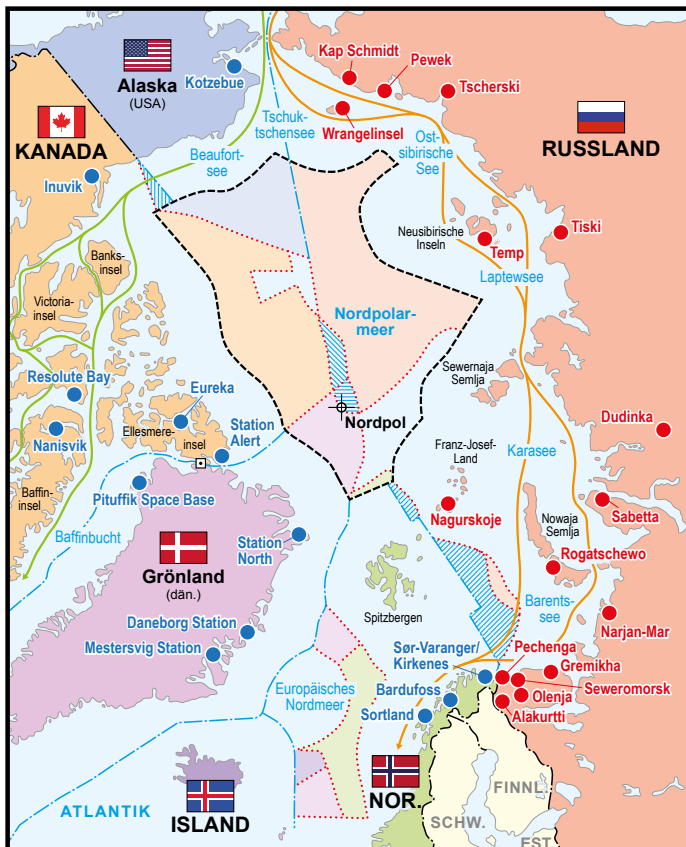 Kap Schmidt
Pewek
Tscherski
Alaska
(USA)
Kotzebue
Wrangelinsel
KANADA
RUSSLAND
Tschuk-
tschensee
Ost-
sibirische
See
Beaufort-
see
Inuvik
Neusibirische
Inseln
Temp
Tiski
Banks-
insel
Laptewsee
Victoria-
insel
Nordpolar-
meer
Resolute Bay
Eureka
Sewernaja
Semlja
Nordpol
Dudinka
Nanisvik
Ellesmere-
insel
Station
Alert
Franz-Josef-
Land
Karasee
Baffin-
insel
Pituffik Space Base
Nagurskoje
Sabetta
Baffinbucht
Station
North
Nowaja
Semlja
Grönland
(dän.)
Rogatschewo
Spitzbergen
Barents-
see
Narjan-Mar
Daneborg Station
Mestersvig Station
Sør-Varanger/
Kirkenes
Pechenga
Gremikha
Seweromorsk
Europäisches
Nordmeer
Bardufoss
Olenja
Sortland
Alakurtti
ATLANTIK
ISLAND
NOR.
FINNL.
SCHW.
EST.